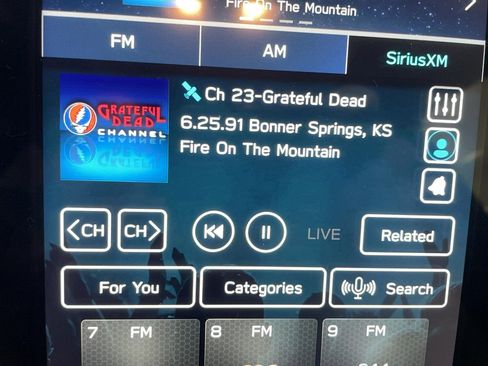 Fire On The Mountain
FM
AM
SiriusXM
GRATEFUL
DEAD
CHANNEL
Ch 23-Grateful Dead
6.25.91 Bonner Springs, KS
Fire On The Mountain
<CH
CH>
LIVE
Related
For You
Categories
Search
7 FM
8 FM
9 FM